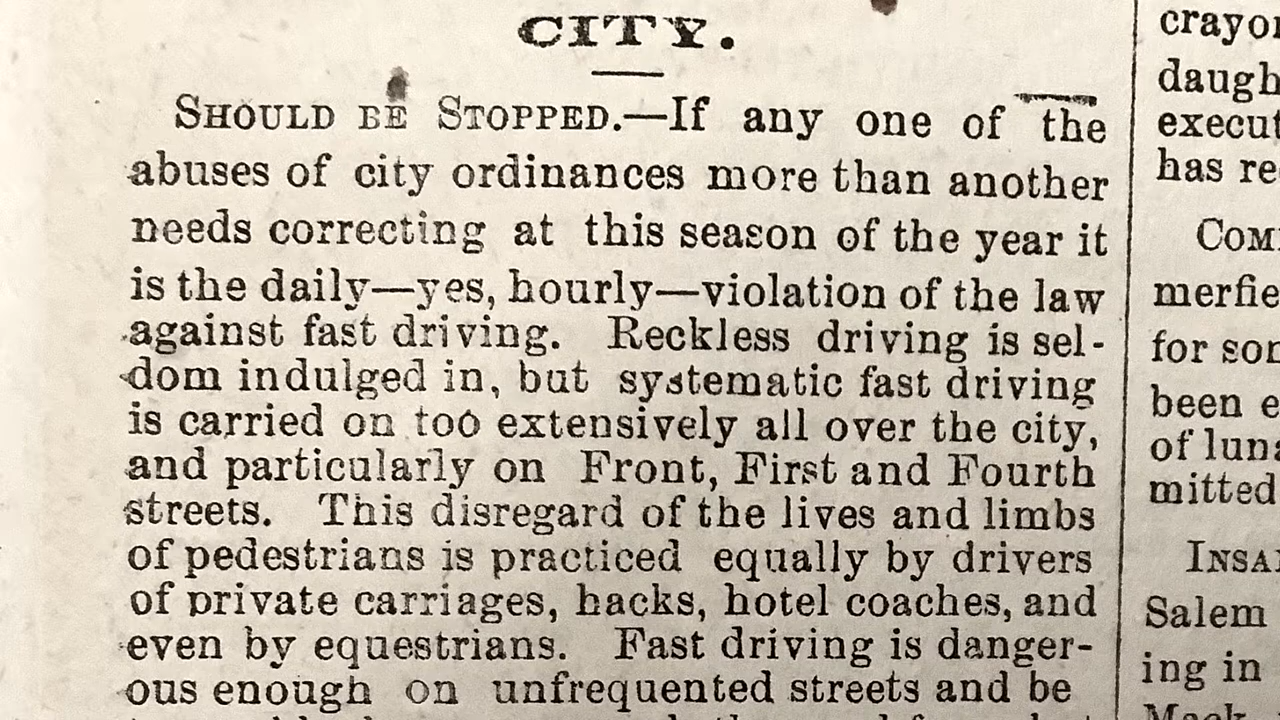 CITY.
SHOULD BE STOPPED.—If any one of the
abuses of city ordinances more than another
needs correcting at this season of the year it
is the daily—yes, hourly—violation of the law
against fast driving. Reckless driving is sel-
dom indulged in, but systematic fast driving
is carried on too extensively all over the city,
and particularly on Front, First and Fourth
streets. This disregard of the lives and limbs
of pedestrians is practiced equally by drivers
of private carriages, hacks, hotel coaches, and
even by equestrians. Fast driving is danger-
ous enough on unfrequented streets and be
crayo
daugh
execut
has re
COM
merfie
for son
been e
of luna
mitted
INSA
Salem
ing in
Mack